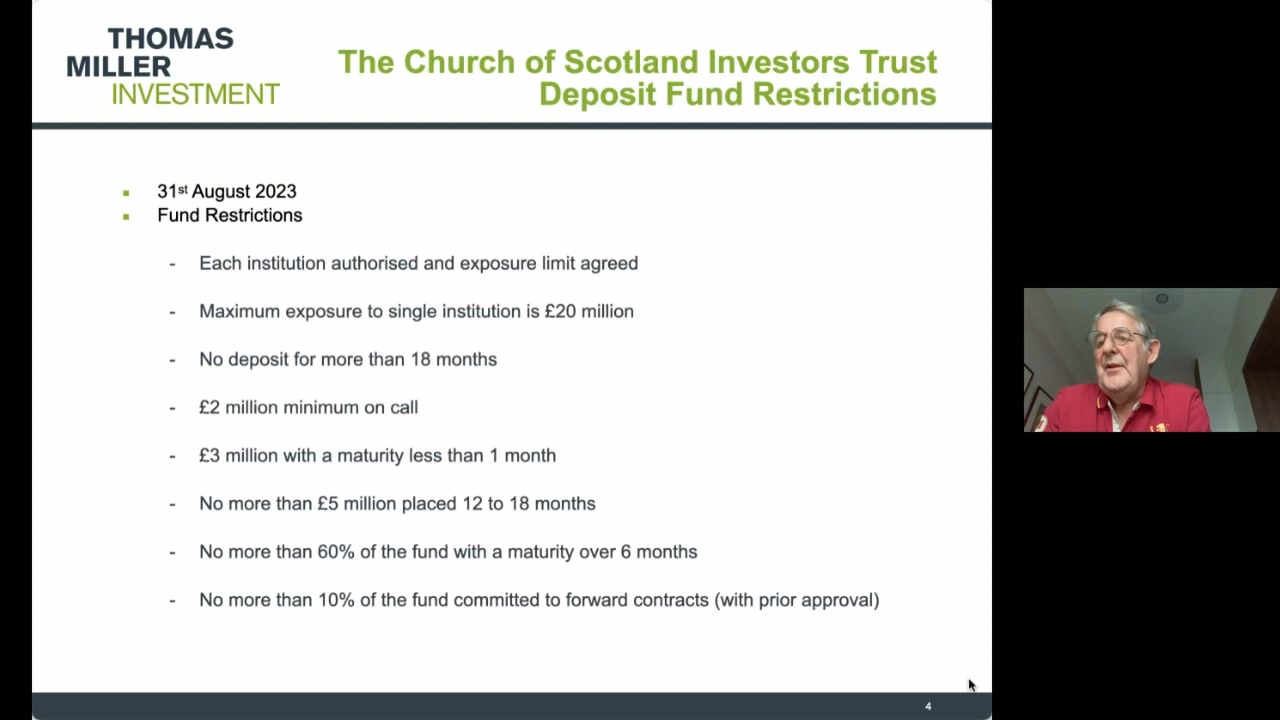 THOMAS
MILLER
INVESTMENT
The Church of Scotland Investors Trust
Deposit Fund Restrictions
▪ 31st August 2023
▪ Fund Restrictions
- Each institution authorised and exposure limit agreed
- Maximum exposure to single institution is £20 million
- No deposit for more than 18 months
- £2 million minimum on call
- £3 million with a maturity less than 1 month
- No more than £5 million placed 12 to 18 months
- No more than 60% of the fund with a maturity over 6 months
- No more than 10% of the fund committed to forward contracts (with prior approval)
4